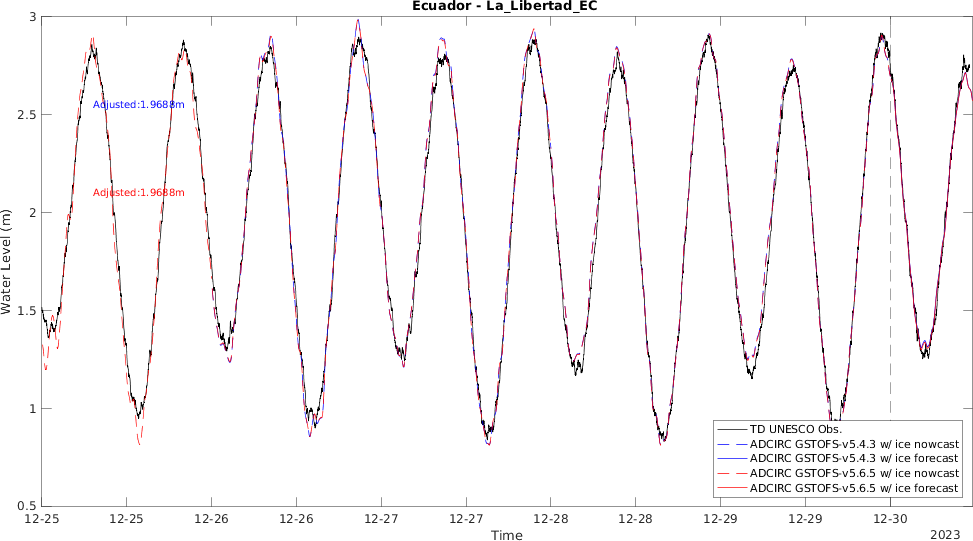 Ecuador - La_Libertad_EC
3
2.5
2
1.5
1
0.5
Water Level (m)
Adjusted:1.9688m
Adjusted:1.9688m
TD UNESCO Obs.
ADCIRC GSTOFS-v5.4.3 w/ ice nowcast
ADCIRC GSTOFS-v5.4.3 w/ ice forecast
ADCIRC GSTOFS-v5.6.5 w/ ice nowcast
ADCIRC GSTOFS-v5.6.5 w/ ice forecast
12-25 12-25 12-26 12-26 12-27 12-27 12-28 12-28 12-29 12-29 12-30
Time
2023